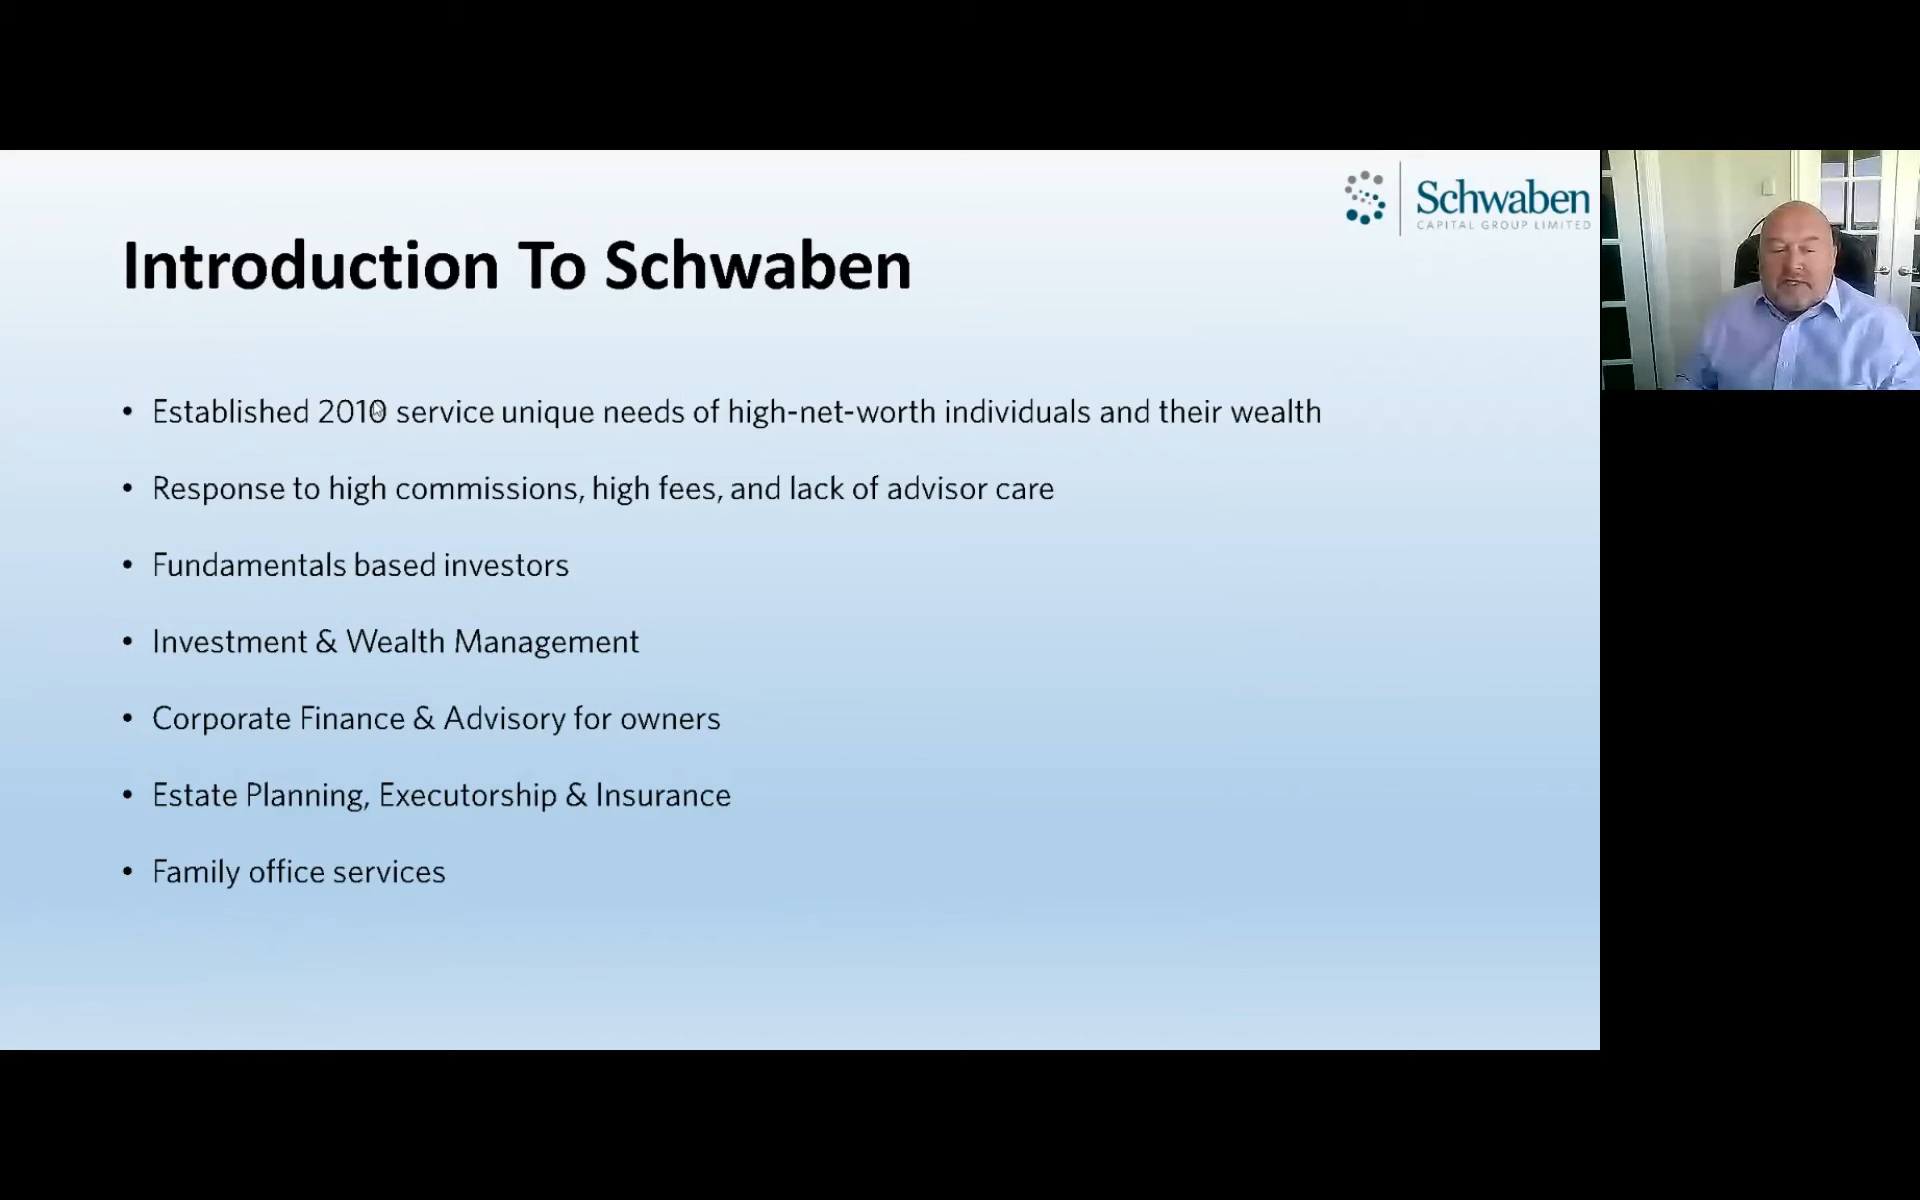 Schwaben
CAPITAL GROUP LIMITED
Introduction To Schwaben
• Established 2010 service unique needs of high-net-worth individuals and their wealth
• Response to high commissions, high fees, and lack of advisor care
• Fundamentals based investors
• Investment & Wealth Management
• Corporate Finance & Advisory for owners
• Estate Planning, Executorship & Insurance
• Family office services